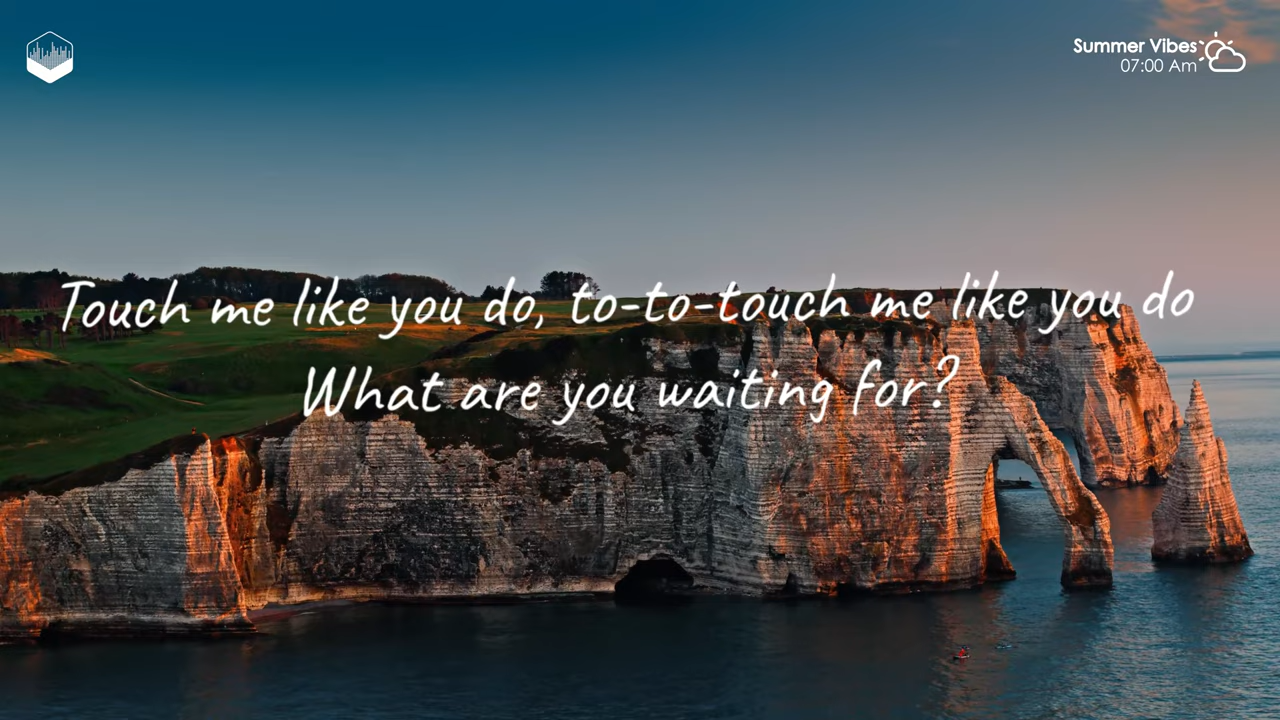 Summer Vibes
07:00 Am
Touch me like you do, to-to-touch me like you do
What are you waiting for?